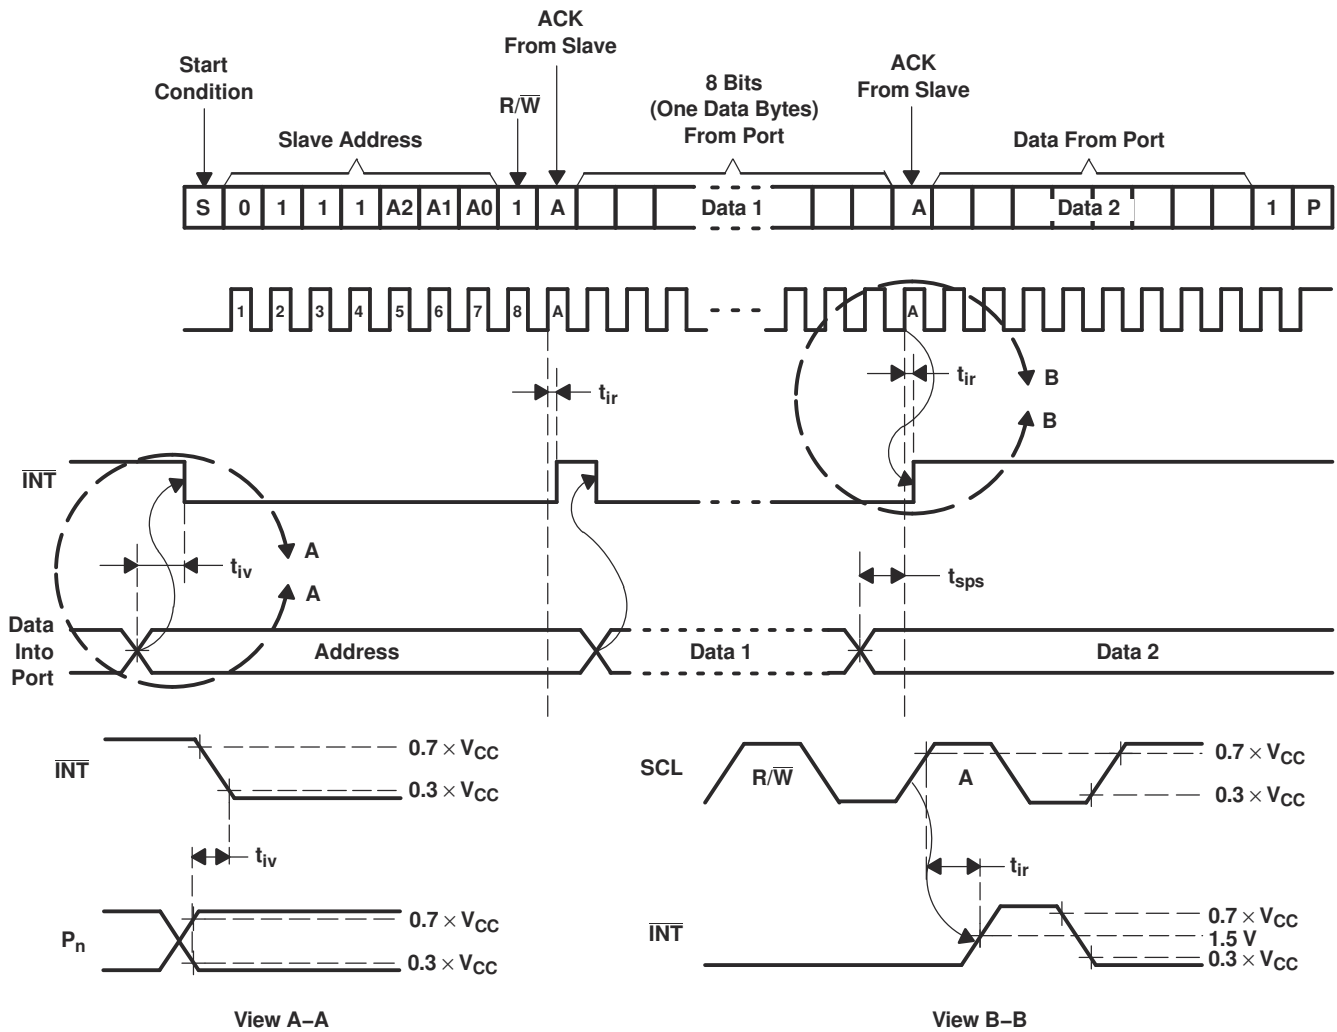 ACK
From Slave
Start
Condition
R/W
8 Bits
(One Data Bytes)
From Port
ACK
From Slave
Slave Address
Data From Port
S 0 1 1 1 A2 A1 A0 1 A Data 1 A Data 2 1 P
1 2 3 4 5 6 7 8 A A
tir
tir
B
B
INT
A
tiv
A
tsps
Data
Into
Port
Address
Data 1
Data 2
INT
0.7 × VCC
0.3 × VCC
tiv
Pn
0.7 × VCC
0.3 × VCC
View A–A
SCL
R/W
A
0.7 × VCC
0.3 × VCC
tir
INT
0.7 × VCC
1.5 V
0.3 × VCC
View B–B